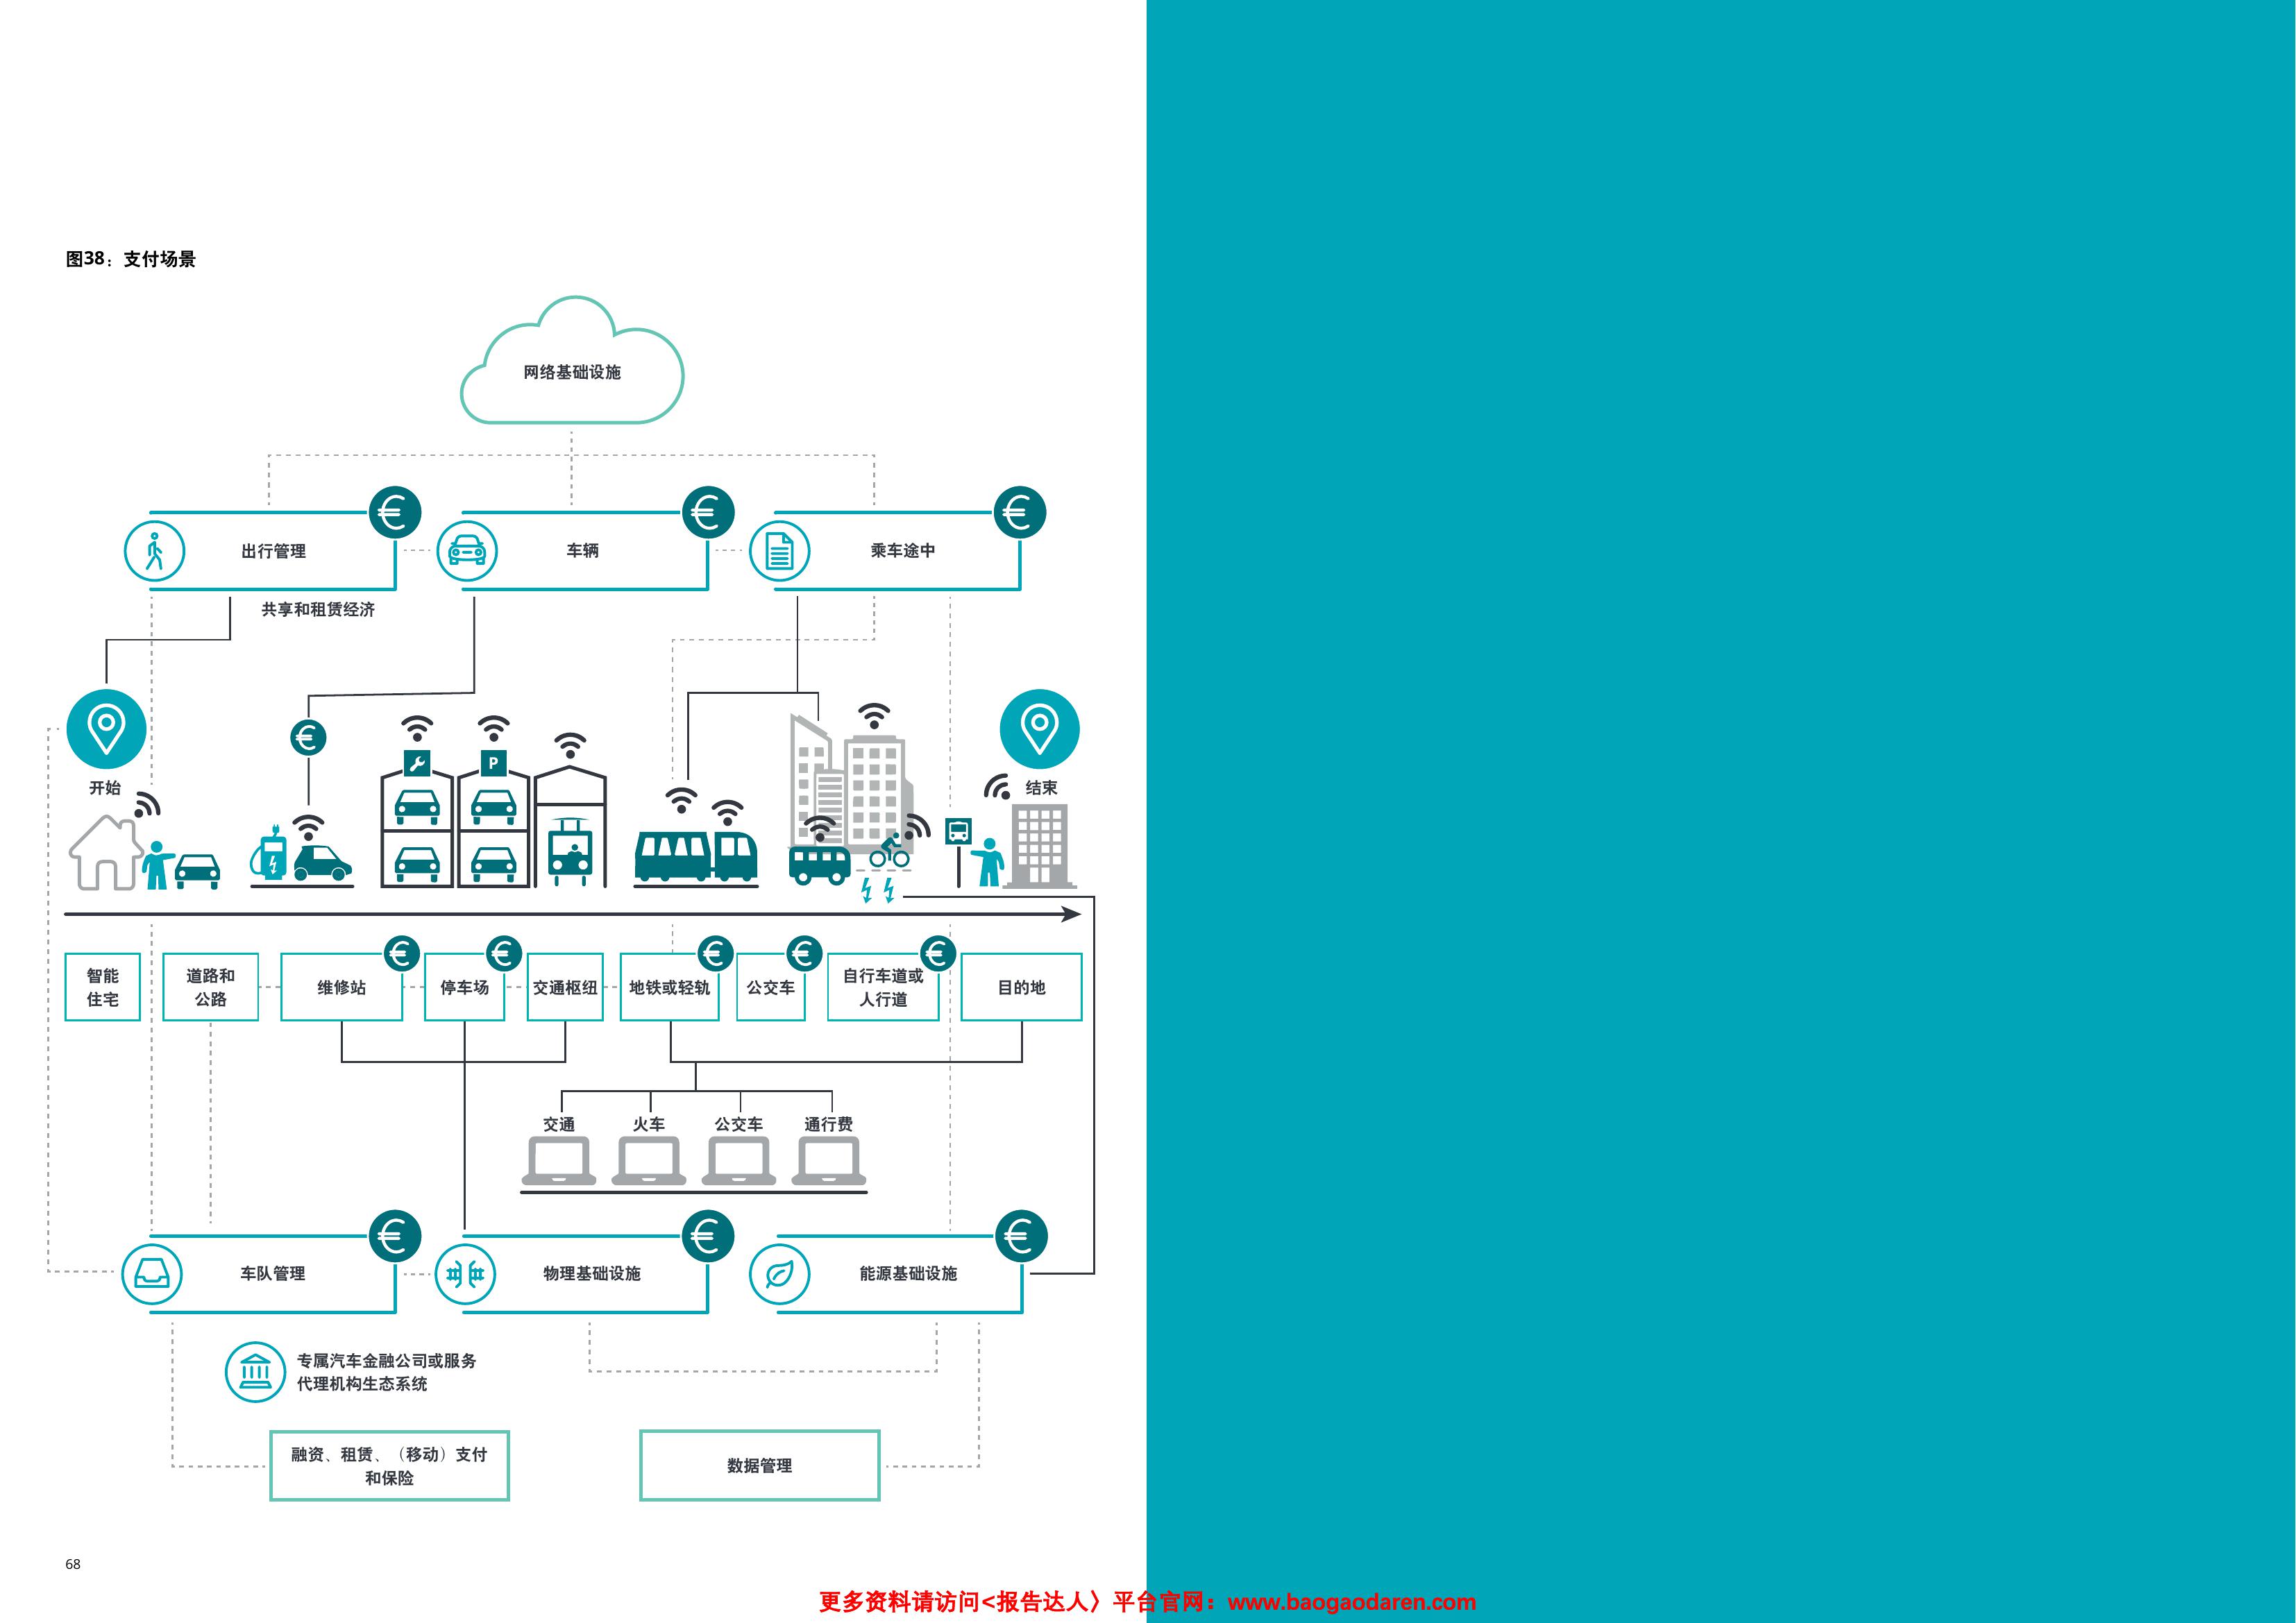 图38：支付场景
网络基础设施
€
€
€
出行管理
车辆
乘车途中
共享和租赁经济
€
P
开始
结束
€
€
€
€
€
智能
住宅
道路和
公路
维修站
停车场
交通枢纽
地铁或轻轨
公交车
自行车道或
人行道
目的地
交通
火车
公交车
通行费
€
€
€
车队管理
物理基础设施
能源基础设施
专属汽车金融公司或服务
代理机构生态系统
融资、租赁、（移动）支付
和保险
数据管理
68
更多资料请访问<报告达人〉平台官网：www.baogaodaren.com